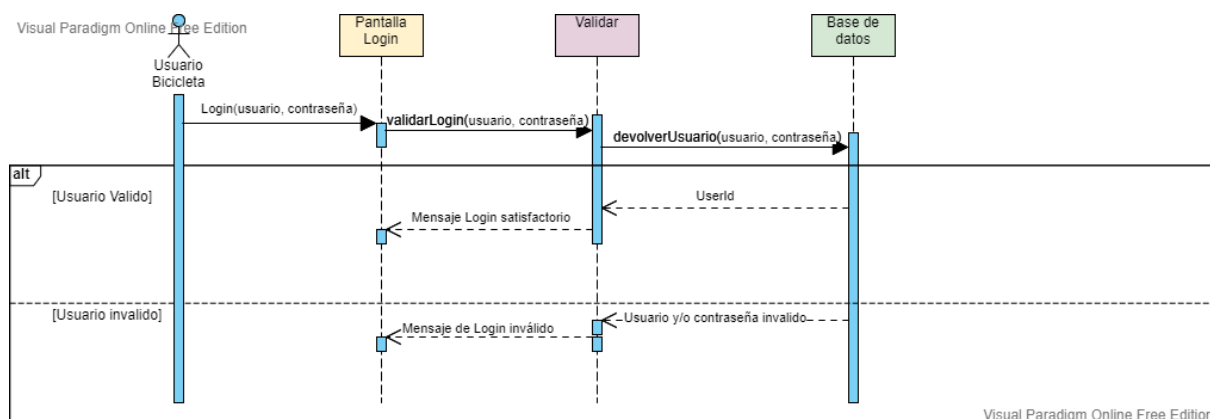 Visual Paradigm Online Free Edition
Usuario
Bicicleta
Pantalla
Login
Validar
Base de
datos
Login(usuario, contraseña)
validarLogin(usuario, contraseña)
devolverUsuario(usuario, contraseña)
alt
[Usuario Valido]
UserId
Mensaje Login satisfactorio
[Usuario invalido]
Usuario y/o contraseña invalido
Mensaje de Login inválido
Visual Paradigm Online Free Edition